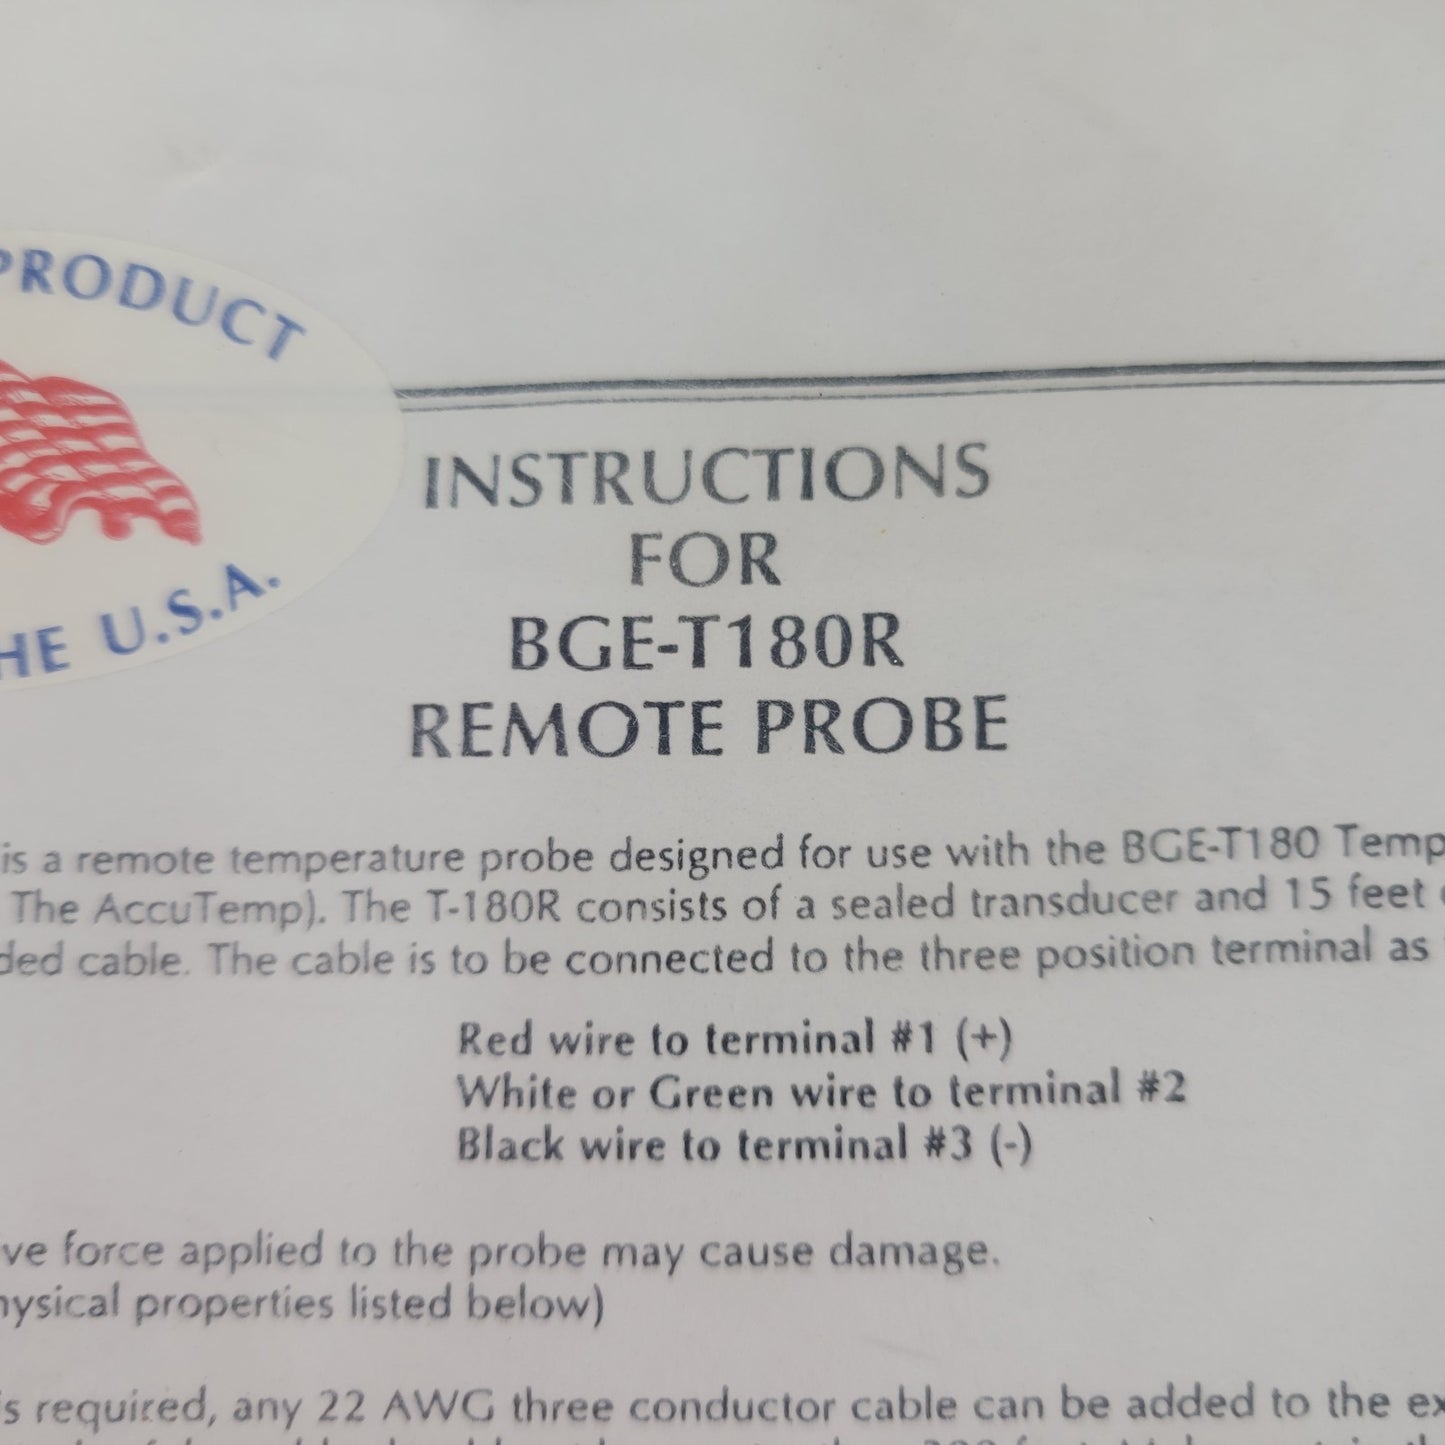 PRODUCT
THE U.S.A.
INSTRUCTIONS
FOR
BGE-T180R
REMOTE PROBE
is a remote temperature probe designed for use with the BGE-T180 Temp
The AccuTemp). The T-180R consists of a sealed transducer and 15 feet
ded cable. The cable is to be connected to the three position terminal as
Red wire to terminal #1 (+)
White or Green wire to terminal #2
Black wire to terminal #3 (-)
ve force applied to the probe may cause damage.
hysical properties listed below)
is required, any 22 AWG three conductor cable can be added to the ex